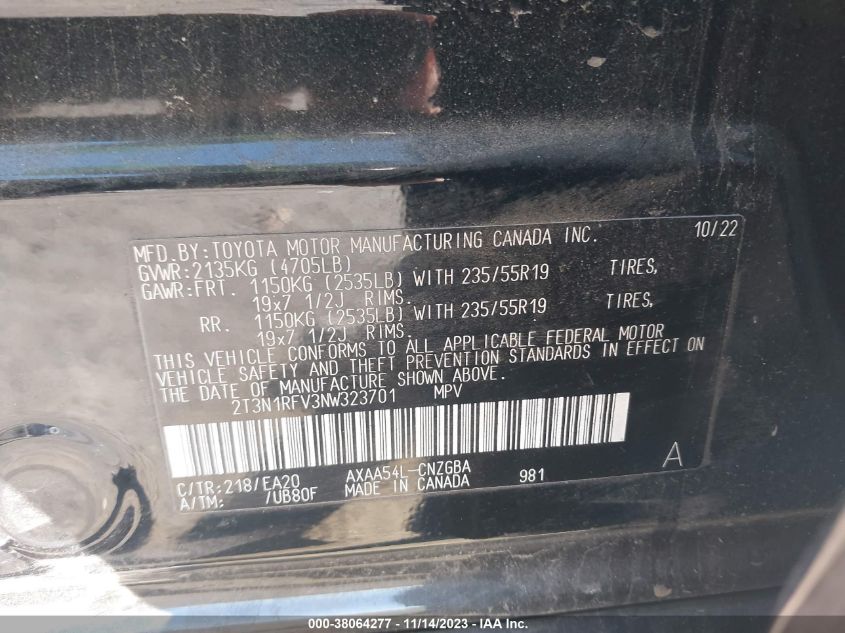 MFD.BY:TOYOTA MOTOR MANUFACTURING CANADA INC. 10/22
GVWR:2135KG (4705LB)
GAWR:FRT. 1150KG (2535LB) WITH 235/55R19 TIRES,
19x7 1/2J RIMS.
RR. 1150KG (2535LB) WITH 235/55R19 TIRES,
19x7 1/2J RIMS.
THIS VEHICLE CONFORMS TO ALL APPLICABLE FEDERAL MOTOR
VEHICLE SAFETY AND THEFT PREVENTION STANDARDS IN EFFECT ON
THE DATE OF MANUFACTURE SHOWN ABOVE.
2T3N1RFV3NW323701 MPV
C/TR:218/EA20 AXAA54L-CNZGBA 981 A
A/TM: /UB80F MADE IN CANADA
000-38064277 - 11/14/2023 - IAA Inc.